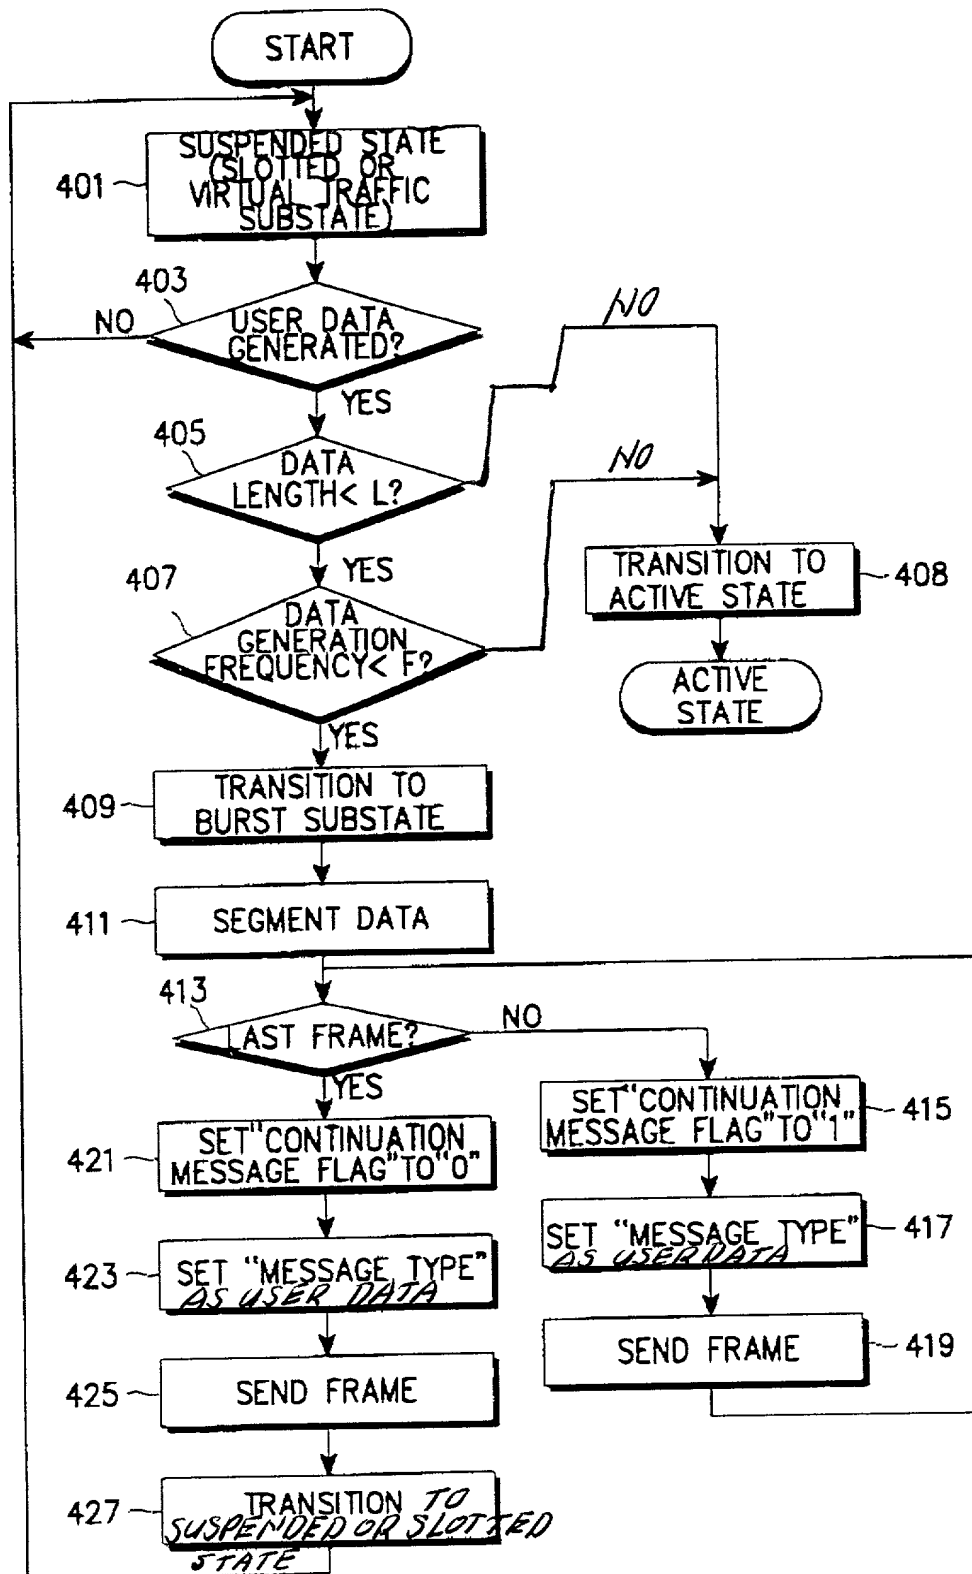 START
SUSPENDED STATE
(SLOTTED OR
VIRTUAL TRAFFIC
SUBSTATE)
401
403
NO
USER DATA
GENERATED?
YES
NO
405
DATA
LENGTH< L?
NO
YES
407
DATA
GENERATION
FREQUENCY< F?
TRANSITION TO
ACTIVE STATE
408
ACTIVE
STATE
YES
409
TRANSITION TO
BURST SUBSTATE
411
SEGMENT DATA
413
LAST FRAME?
NO
YES
SET "CONTINUATION
MESSAGE FLAG" TO "1"
415
421
SET "CONTINUATION
MESSAGE FLAG" TO "0"
SET "MESSAGE TYPE"
AS USER DATA
417
423
SET "MESSAGE TYPE"
AS USER DATA
SEND FRAME
419
425
SEND FRAME
427
TRANSITION TO
SUSPENDED OR SLOTTED
STATE